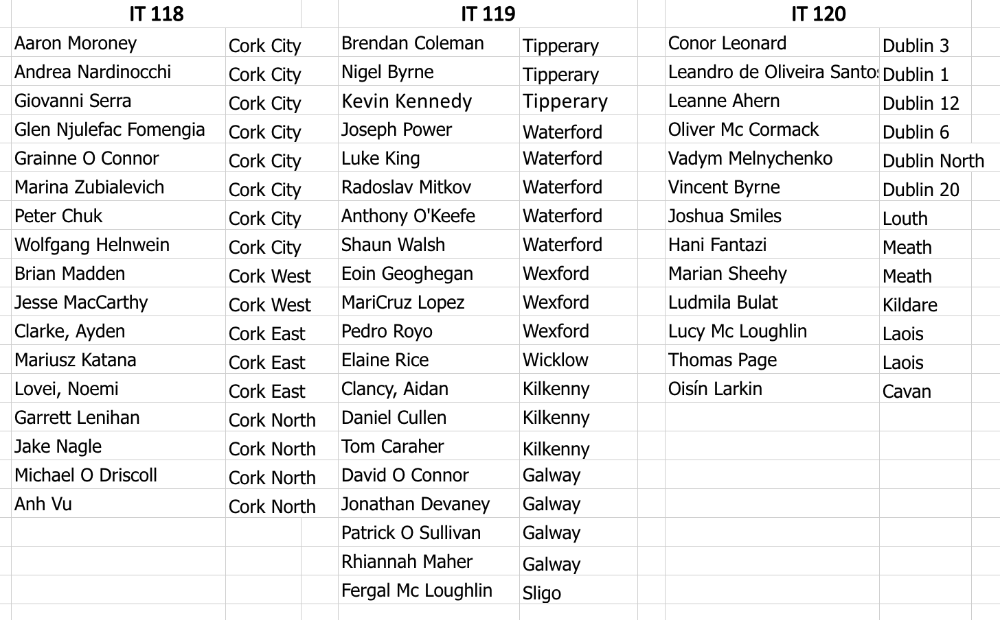 IT 118 IT 119 IT 120
Aaron Moroney Cork City Brendan Coleman Tipperary Conor Leonard Dublin 3
Andrea Nardinocchi Cork City Nigel Byrne Tipperary Leandro de Oliveira Santos Dublin 1
Giovanni Serra Cork City Kevin Kennedy Tipperary Leanne Ahern Dublin 12
Glen Njulefac Fomengia Cork City Joseph Power Waterford Oliver Mc Cormack Dublin 6
Grainne O Connor Cork City Luke King Waterford Vadym Melnychenko Dublin North
Marina Zubialevich Cork City Radoslav Mitkov Waterford Vincent Byrne Dublin 20
Peter Chuk Cork City Anthony O'Keefe Waterford Joshua Smiles Louth
Wolfgang Helnwein Cork City Shaun Walsh Waterford Hani Fantazi Meath
Brian Madden Cork West Eoin Geoghegan Wexford Marian Sheehy Meath
Jesse MacCarthy Cork West MariCruz Lopez Wexford Ludmila Bulat Kildare
Clarke, Ayden Cork East Pedro Royo Wexford Lucy Mc Loughlin Laois
Mariusz Katana Cork East Elaine Rice Wicklow Thomas Page Laois
Lovei, Noemi Cork East Clancy, Aidan Kilkenny Oisín Larkin Cavan
Garrett Lenihan Cork North Daniel Cullen Kilkenny
Jake Nagle Cork North Tom Caraher Kilkenny
Michael O Driscoll Cork North David O Connor Galway
Anh Vu Cork North Jonathan Devaney Galway
Patrick O Sullivan Galway
Rhiannah Maher Galway
Fergal Mc Loughlin Sligo